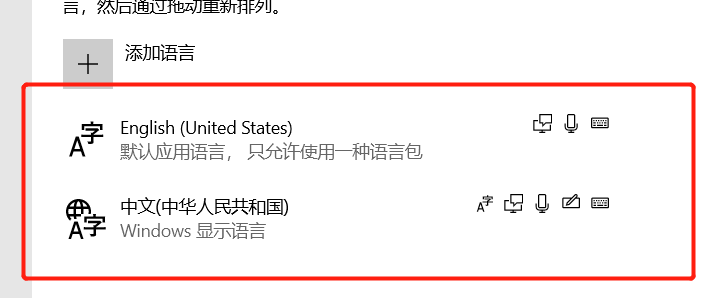 言，然后通过拖动重新排列。
添加语言
English (United States)
默认应用语言， 只允许使用一种语言包
中文(中华人民共和国)
Windows 显示语言